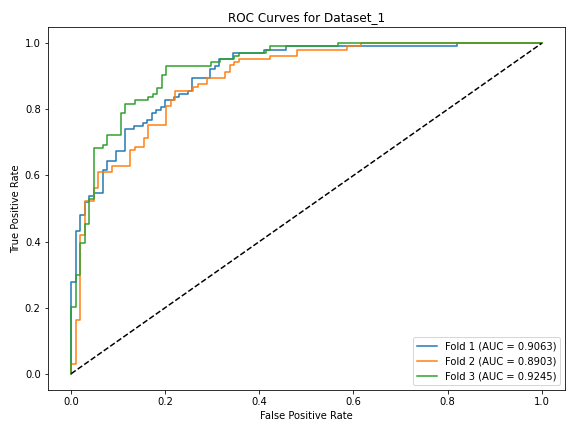 ROC Curves for Dataset_1
True Positive Rate
1.0
0.8
0.6
0.4
0.2
0.0
0.0 0.2 0.4 0.6 0.8 1.0
False Positive Rate
Fold 1 (AUC = 0.9063)
Fold 2 (AUC = 0.8903)
Fold 3 (AUC = 0.9245)